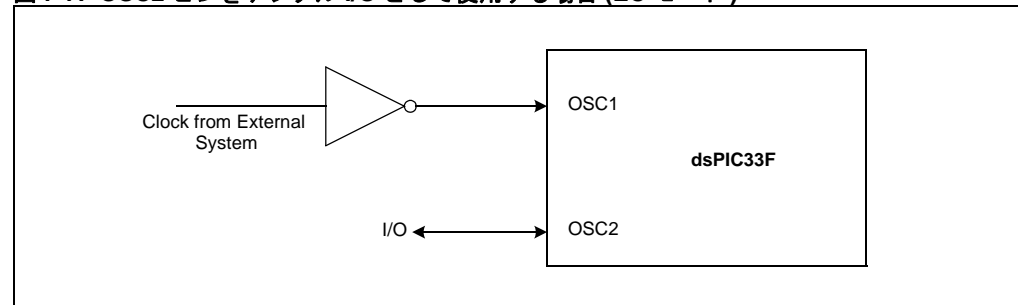 Clock from External
System
OSC1
dsPIC33F
I/O
OSC2